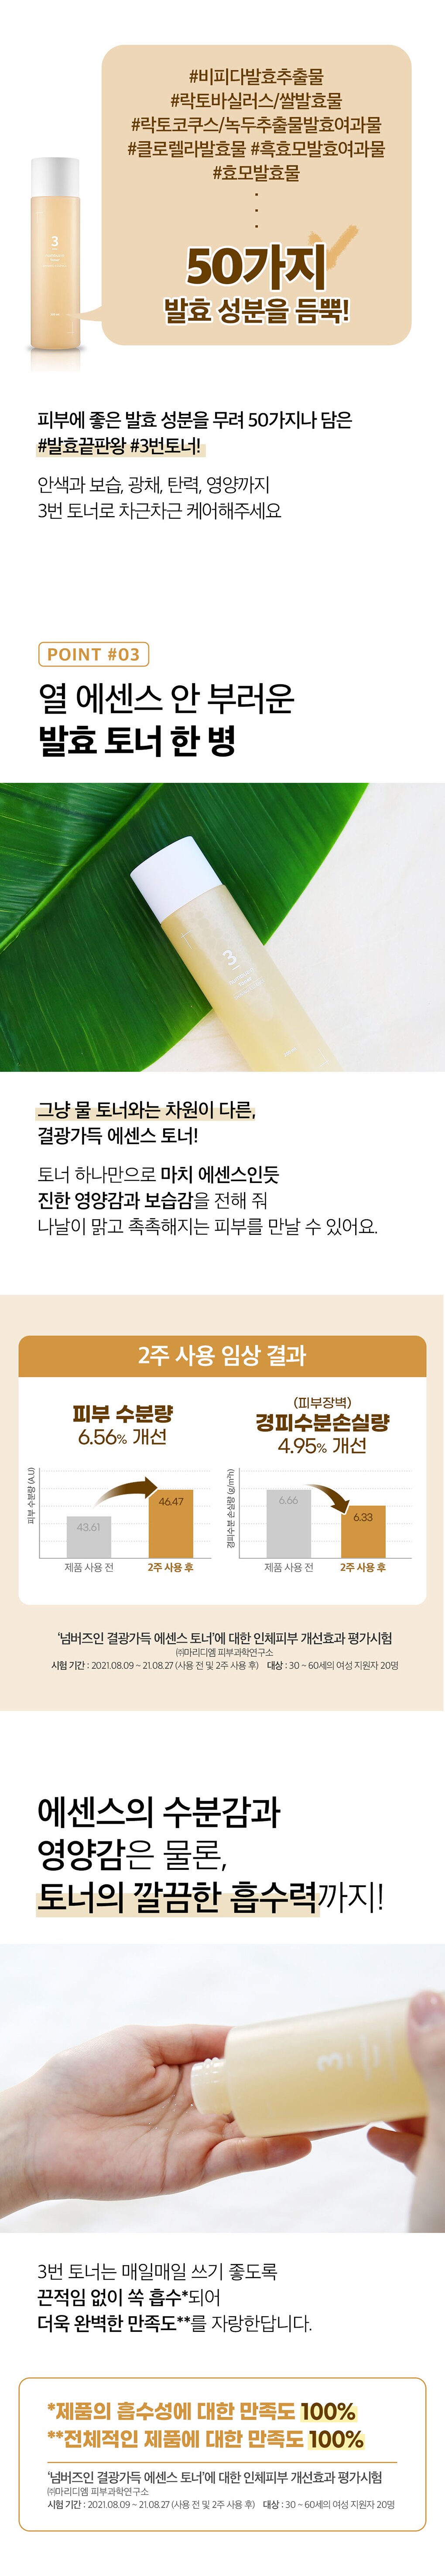 #비피다발효추출물
#락토바실러스/쌀발효물
#락토코쿠스/녹두추출물발효여과물
#클로렐라발효물 #흑효모발효여과물
#효모발효물
50가지
발효 성분을 듬뿍!
3
피부에 좋은 발효 성분을 무려 50가지나 담은
#발효끝판왕 #3번토너!
안색과 보습, 광채, 탄력, 영양까지
3번 토너로 차근차근 케어해주세요
POINT #03
열 에센스 안 부러운
발효 토너 한 병
3
그냥 물 토너와는 차원이 다른,
결광가득 에센스 토너!
토너 하나만으로 마치 에센스인듯
진한 영양감과 보습감을 전해 줘
나날이 맑고 촉촉해지는 피부를 만날 수 있어요.
2주 사용 임상 결과
피부 수분량
6.56% 개선
피부수분량 (A.U)
43.61
46.47
제품 사용 전
2주 사용 후
(피부장벽)
경피수분손실량
4.95% 개선
경피수분손실량 (g/m²h)
6.66
6.33
제품 사용 전
2주 사용 후
‘넘버즈인 결광가득 에센스 토너’에 대한 인체피부 개선효과 평가시험
㈜마리디엠 피부과학연구소
시험 기간 : 2021.08.09 ~ 21.08.27 (사용 전 및 2주 사용 후) 대상 : 30 ~ 60세의 여성 지원자 20명
에센스의 수분감과
영양감은 물론,
토너의 깔끔한 흡수력까지!
3
3번 토너는 매일매일 쓰기 좋도록
끈적임 없이 쏙 흡수*되어
더욱 완벽한 만족도**를 자랑한답니다.
*제품의 흡수성에 대한 만족도 100%
**전체적인 제품에 대한 만족도 100%
‘넘버즈인 결광가득 에센스 토너’에 대한 인체피부 개선효과 평가시험
㈜마리디엠 피부과학연구소
시험 기간 : 2021.08.09 ~ 21.08.27 (사용 전 및 2주 사용 후) 대상 : 30 ~ 60세의 여성 지원자 20명